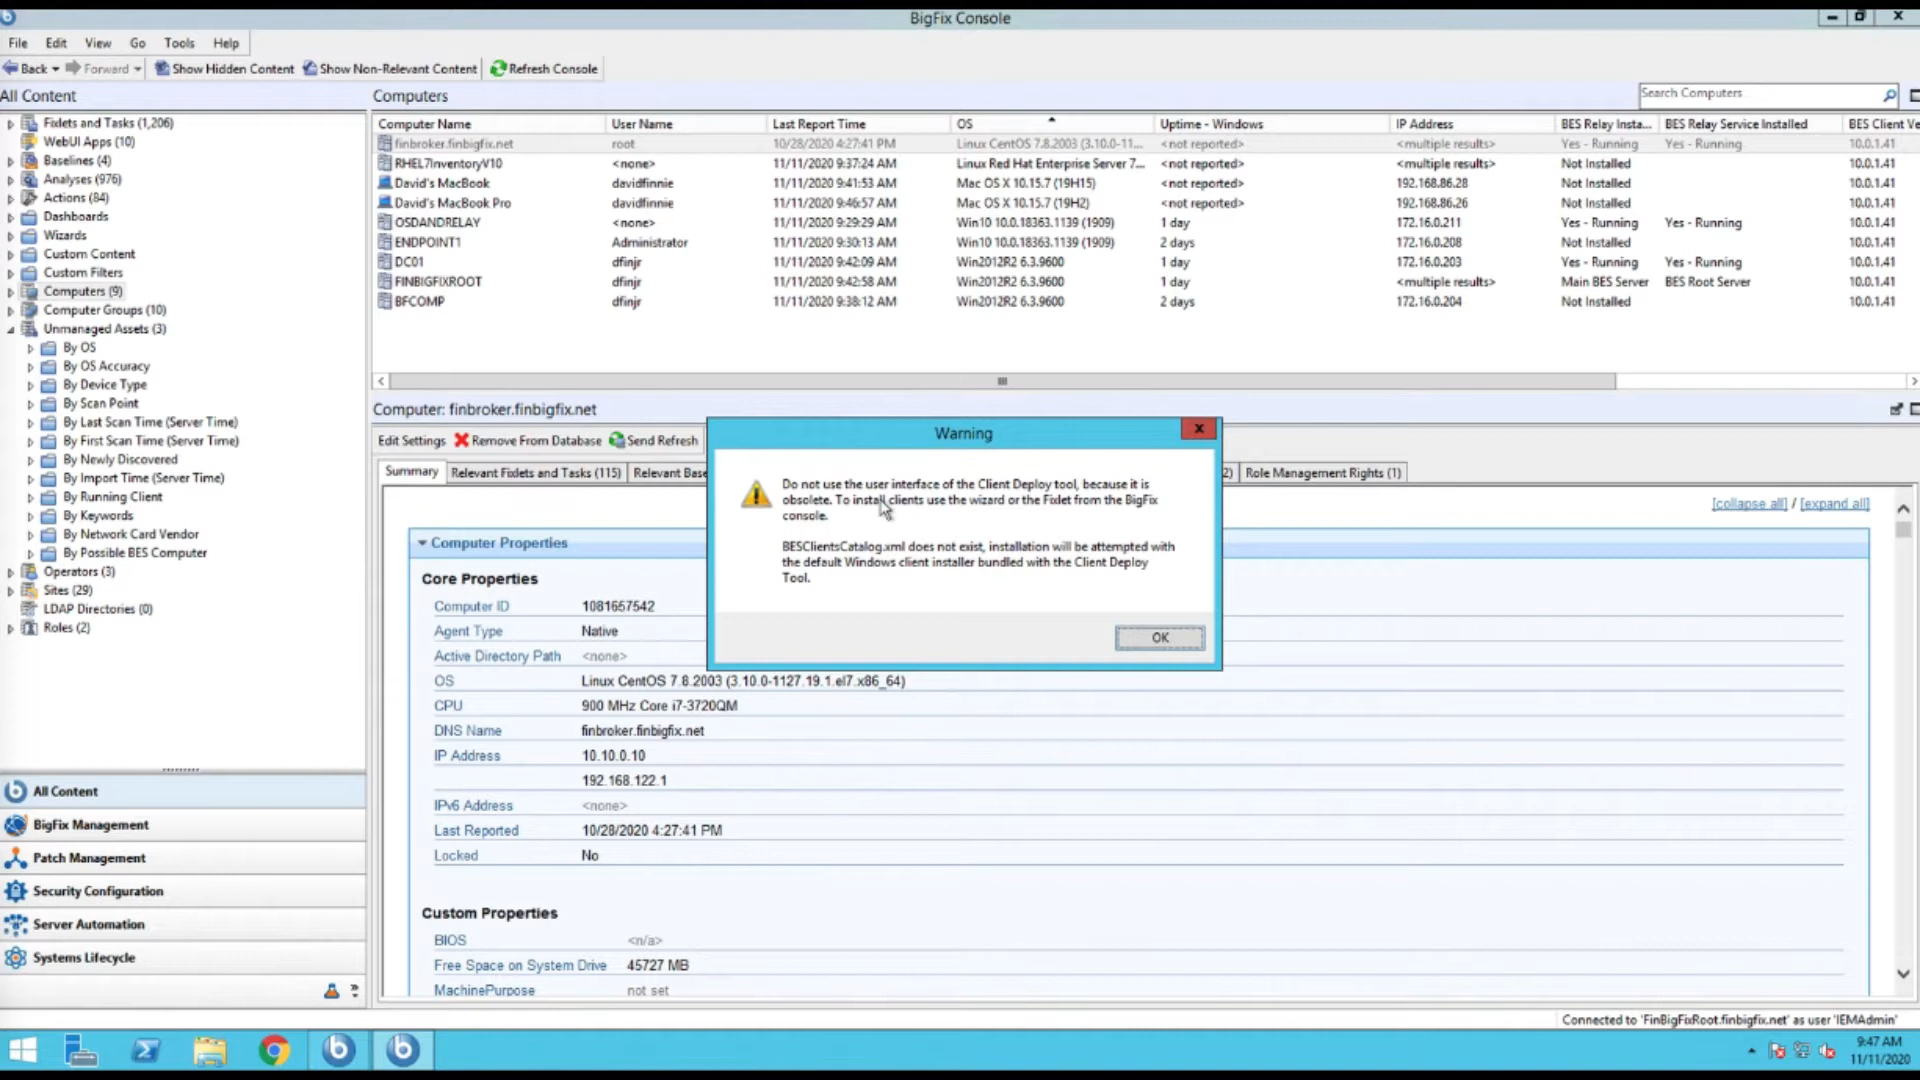 BigFix Console
File Edit View Go Tools Help
Back Forward Show Hidden Content Show Non-Relevant Content Refresh Console
All Content
Fixlets and Tasks (1,206)
WebUI Apps (10)
Baselines (4)
Analyses (976)
Actions (84)
Dashboards
Wizards
Custom Content
Custom Filters
Computers (9)
Computer Groups (10)
Unmanaged Assets (3)
By OS
By OS Accuracy
By Device Type
By Scan Point
By Last Scan Time (Server Time)
By First Scan Time (Server Time)
By Newly Discovered
By Import Time (Server Time)
By Running Client
By Keywords
By Network Card Vendor
By Possible BES Computer
Operators (3)
Sites (29)
LDAP Directories (0)
Roles (2)
All Content
BigFix Management
Patch Management
Security Configuration
Server Automation
Systems Lifecycle
Computers
Search Computers
Computer Name User Name Last Report Time OS Uptime - Windows IP Address BES Relay Insta... BES Relay Service Installed BES Client Ve
finbroker.finbigfix.net root 10/28/2020 4:27:41 PM Linux CentOS 7.8.2003 (3.10.0-11... <not reported> <multiple results> Yes - Running Yes - Running 10.0.1.41
RHEL7InventoryV10 <none> 11/11/2020 9:37:24 AM Linux Red Hat Enterprise Server 7... <not reported> <multiple results> Not Installed 10.0.1.41
David's MacBook davidfinnie 11/11/2020 9:41:53 AM Mac OS X 10.15.7 (19H15) <not reported> 192.168.86.28 Not Installed 10.0.1.41
David's MacBook Pro davidfinnie 11/11/2020 9:46:57 AM Mac OS X 10.15.7 (19H2) <not reported> 192.168.86.26 Not Installed 10.0.1.41
OSDANDRELAY <none> 11/11/2020 9:29:29 AM Win10 10.0.18363.1139 (1909) 1 day 172.16.0.211 Yes - Running Yes - Running 10.0.1.41
ENDPOINT1 Administrator 11/11/2020 9:30:13 AM Win10 10.0.18363.1139 (1909) 2 days 172.16.0.208 Not Installed 10.0.1.41
DC01 dfinjr 11/11/2020 9:42:09 AM Win2012R2 6.3.9600 1 day 172.16.0.203 Yes - Running Yes - Running 10.0.1.41
FINBIGFIXROOT dfinjr 11/11/2020 9:42:58 AM Win2012R2 6.3.9600 1 day <multiple results> Main BES Server BES Root Server 10.0.1.41
BFCOMP dfinjr 11/11/2020 9:38:12 AM Win2012R2 6.3.9600 2 days 172.16.0.204 Not Installed 10.0.1.41
Computer: finbroker.finbigfix.net
Edit Settings Remove From Database Send Refresh
Summary Relevant Fixlets and Tasks (115) Relevant Base 2) Role Management Rights (1)
[collapse all] / [expand all]
Warning
Do not use the user interface of the Client Deploy tool, because it is
obsolete. To install clients use the wizard or the Fixlet from the BigFix
console.
BESClientsCatalog.xml does not exist, installation will be attempted with
the default Windows client installer bundled with the Client Deploy
Tool.
OK
Computer Properties
Core Properties
Computer ID 1081657542
Agent Type Native
Active Directory Path <none>
OS Linux CentOS 7.8.2003 (3.10.0-1127.19.1.el7.x86_64)
CPU 900 MHz Core i7-3720QM
DNS Name finbroker.finbigfix.net
IP Address 10.10.0.10
192.168.122.1
IPv6 Address <none>
Last Reported 10/28/2020 4:27:41 PM
Locked No
Custom Properties
BIOS <n/a>
Free Space on System Drive 45727 MB
MachinePurpose not set
Connected to 'FinBigFixRoot.finbigfix.net' as user 'IEMAdmin'
9:47 AM
11/11/2020